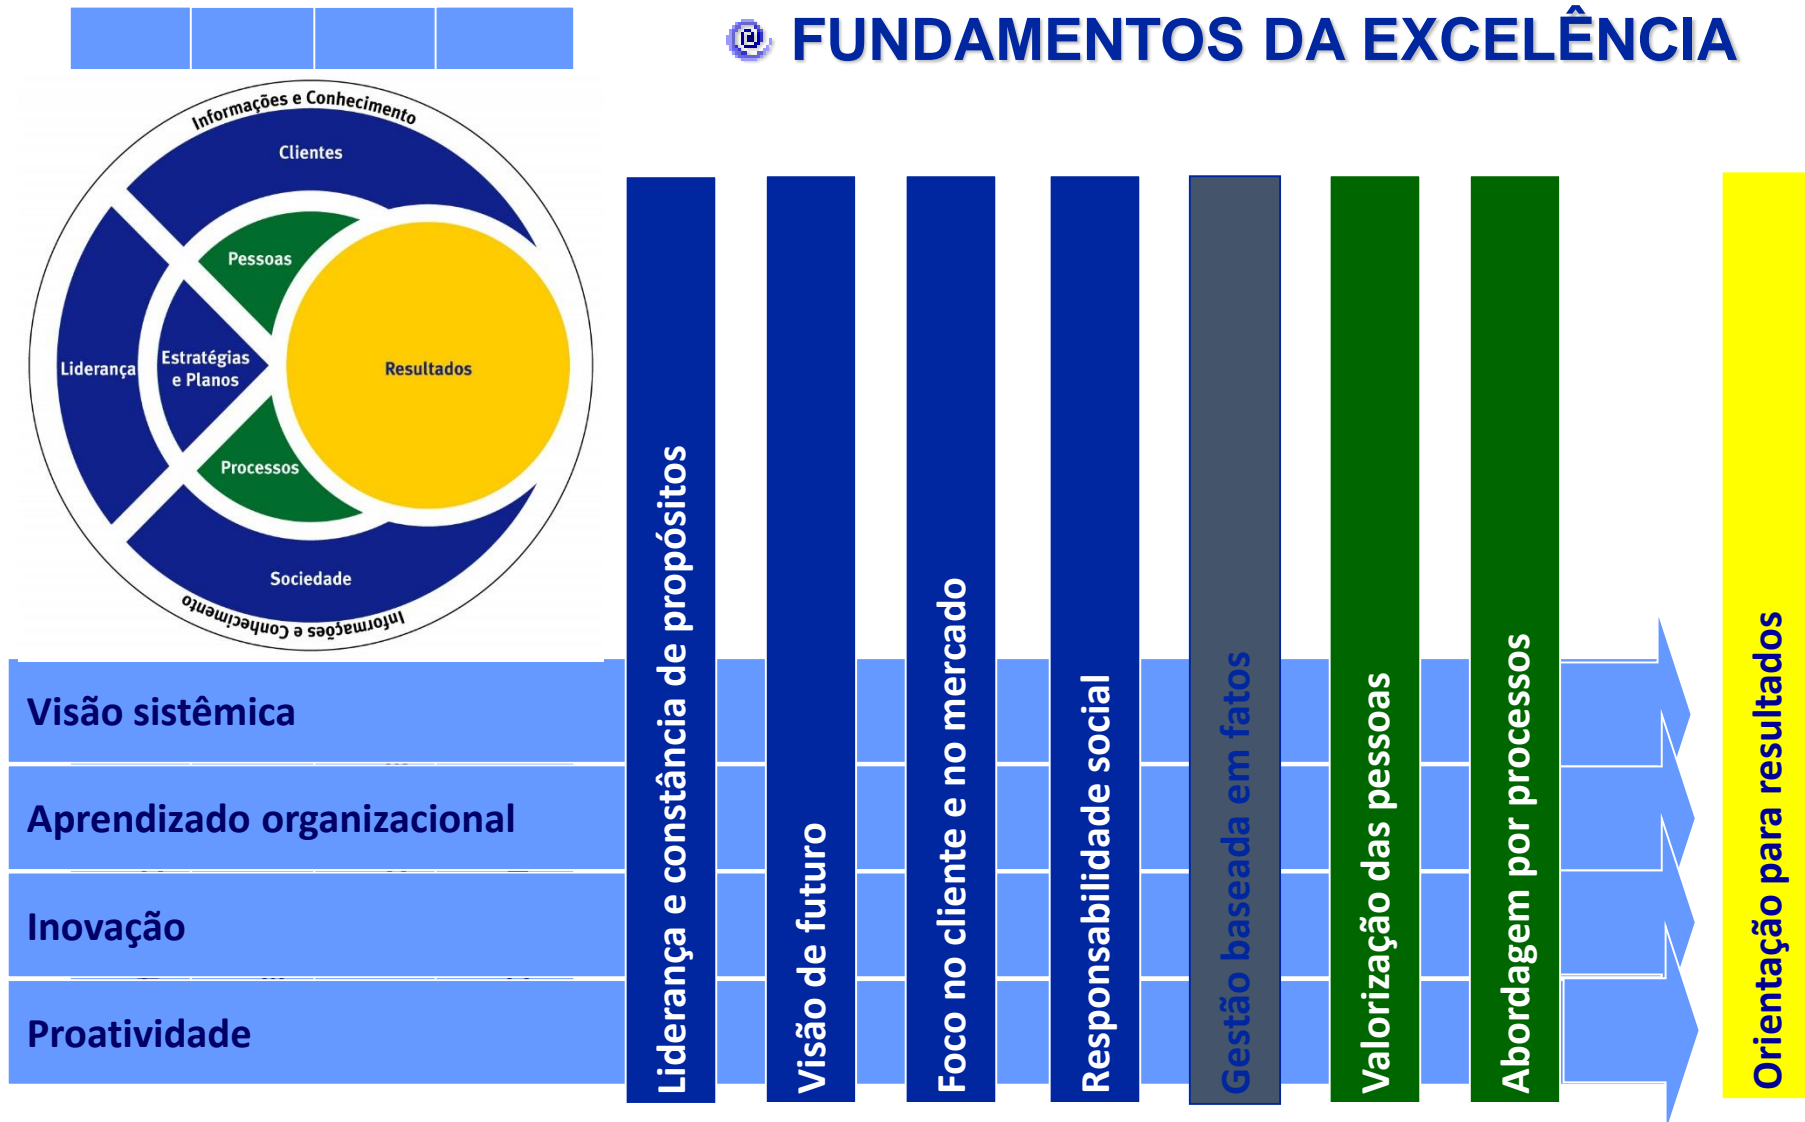 FUNDAMENTOS DA EXCELÊNCIA
Informações e Conhecimento
Clientes
Pessoas
Liderança
Estratégias
e Planos
Resultados
Processos
Sociedade
Informações e Conhecimento
Visão sistêmica
Aprendizado organizacional
Inovação
Proatividade
Liderança e constância de propósitos
Visão de futuro
Foco no cliente e no mercado
Responsabilidade social
Gestão baseada em fatos
Valorização das pessoas
Abordagem por processos
Orientação para resultados